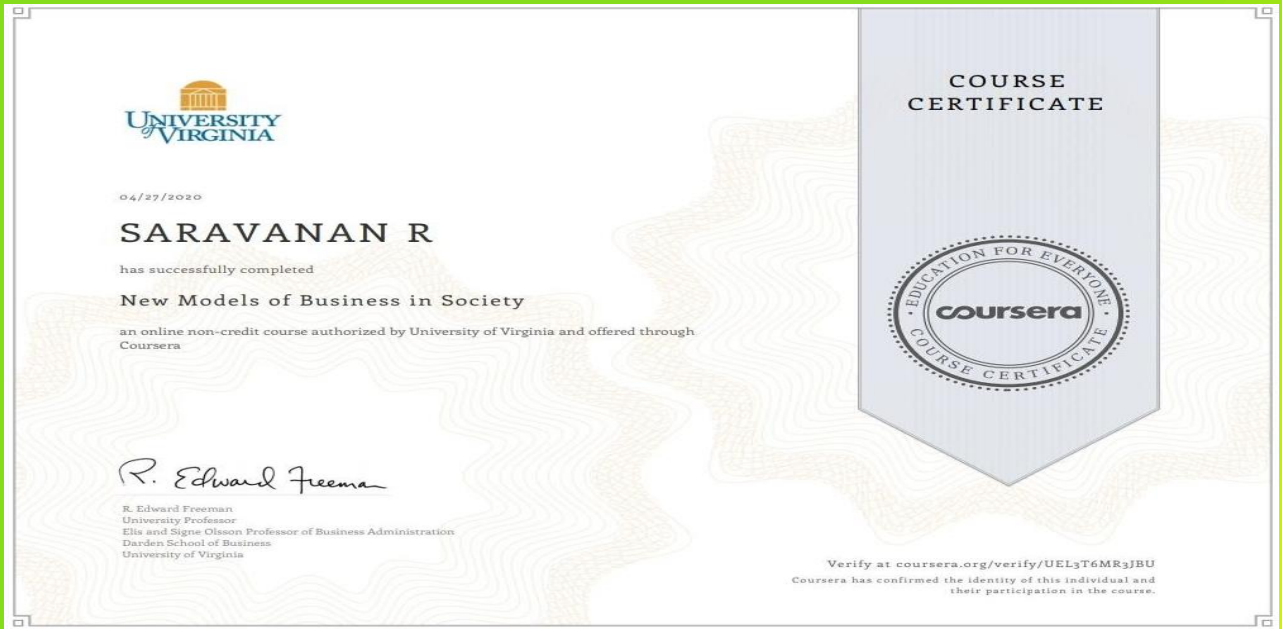 UNIVERSITY
of VIRGINIA
04/27/2020
SARAVANAN R
has successfully completed
New Models of Business in Society
an online non-credit course authorized by University of Virginia and offered through
Coursera
R. Edward Freeman
R. Edward Freeman
University Professor
Elis and Signe Olsson Professor of Business Administration
Darden School of Business
University of Virginia
COURSE
CERTIFICATE
EDUCATION FOR EVERYONE
coursera
COURSE CERTIFICATE
Verify at coursera.org/verify/UEL3T6MR3JBU
Coursera has confirmed the identity of this individual and
their participation in the course.